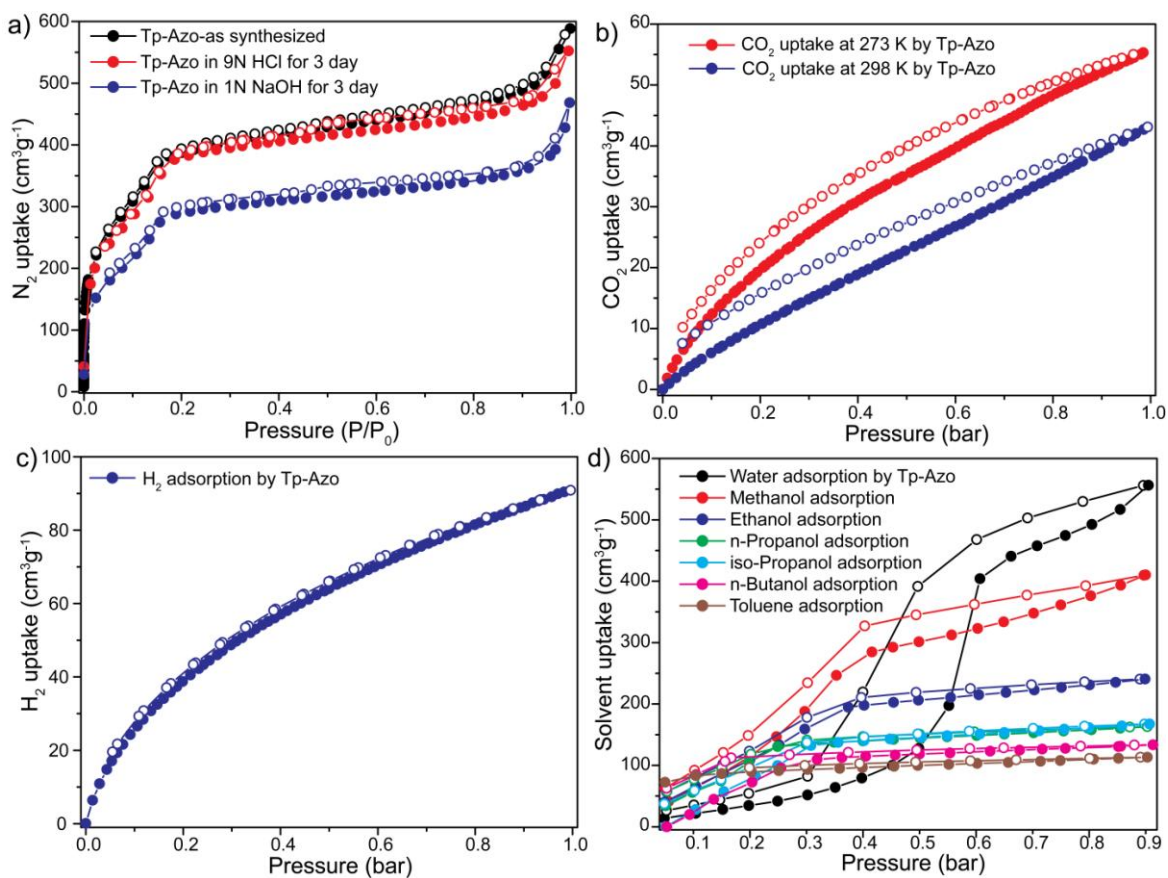 a)
600
500
400
300
200
100
0
N₂ uptake (cm³g⁻¹)
Tp-Azo-as synthesized
Tp-Azo in 9N HCl for 3 day
Tp-Azo in 1N NaOH for 3 day
0.0 0.2 0.4 0.6 0.8 1.0
Pressure (P/P₀)
b)
60
50
40
30
20
10
0
CO₂ uptake (cm³g⁻¹)
CO₂ uptake at 273 K by Tp-Azo
CO₂ uptake at 298 K by Tp-Azo
0.0 0.2 0.4 0.6 0.8 1.0
Pressure (bar)
c)
100
80
60
40
20
0
H₂ uptake (cm³g⁻¹)
H₂ adsorption by Tp-Azo
0.0 0.2 0.4 0.6 0.8 1.0
Pressure (bar)
d)
600
500
400
300
200
100
0
Solvent uptake (cm³g⁻¹)
Water adsorption by Tp-Azo
Methanol adsorption
Ethanol adsorption
n-Propanol adsorption
iso-Propanol adsorption
n-Butanol adsorption
Toluene adsorption
0.1 0.2 0.3 0.4 0.5 0.6 0.7 0.8 0.9
Pressure (bar)